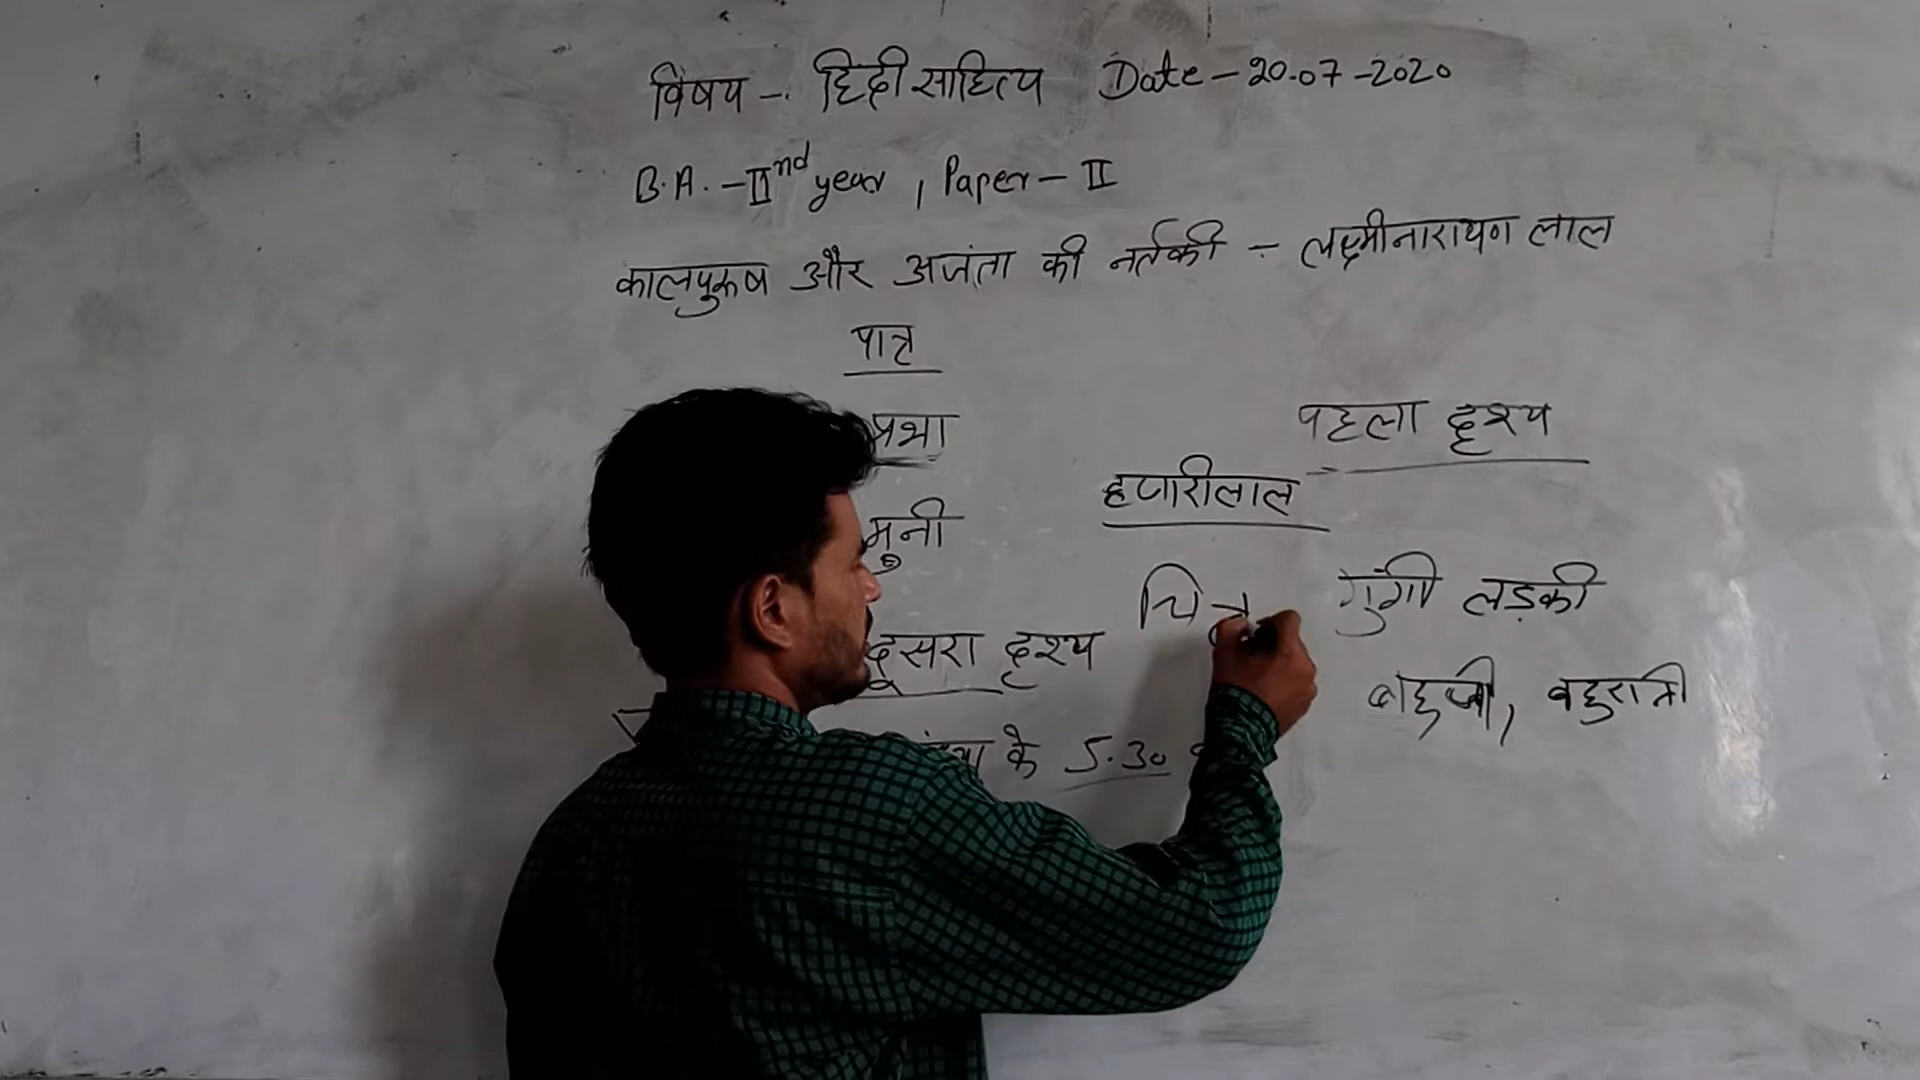 विषय -. हिंदी साहित्य Date - 20.07 - 2020
B.A. - IInd year, Paper - II
कालपुरुष और अजंता की नर्तकी - लक्ष्मीनारायण लाल
पात्र
प्रभा
पहला दृश्य
हजारीलाल
मुनी
चित्र
गुंगी लड़की
दूसरा दृश्य
बहुरानी
के 5.30